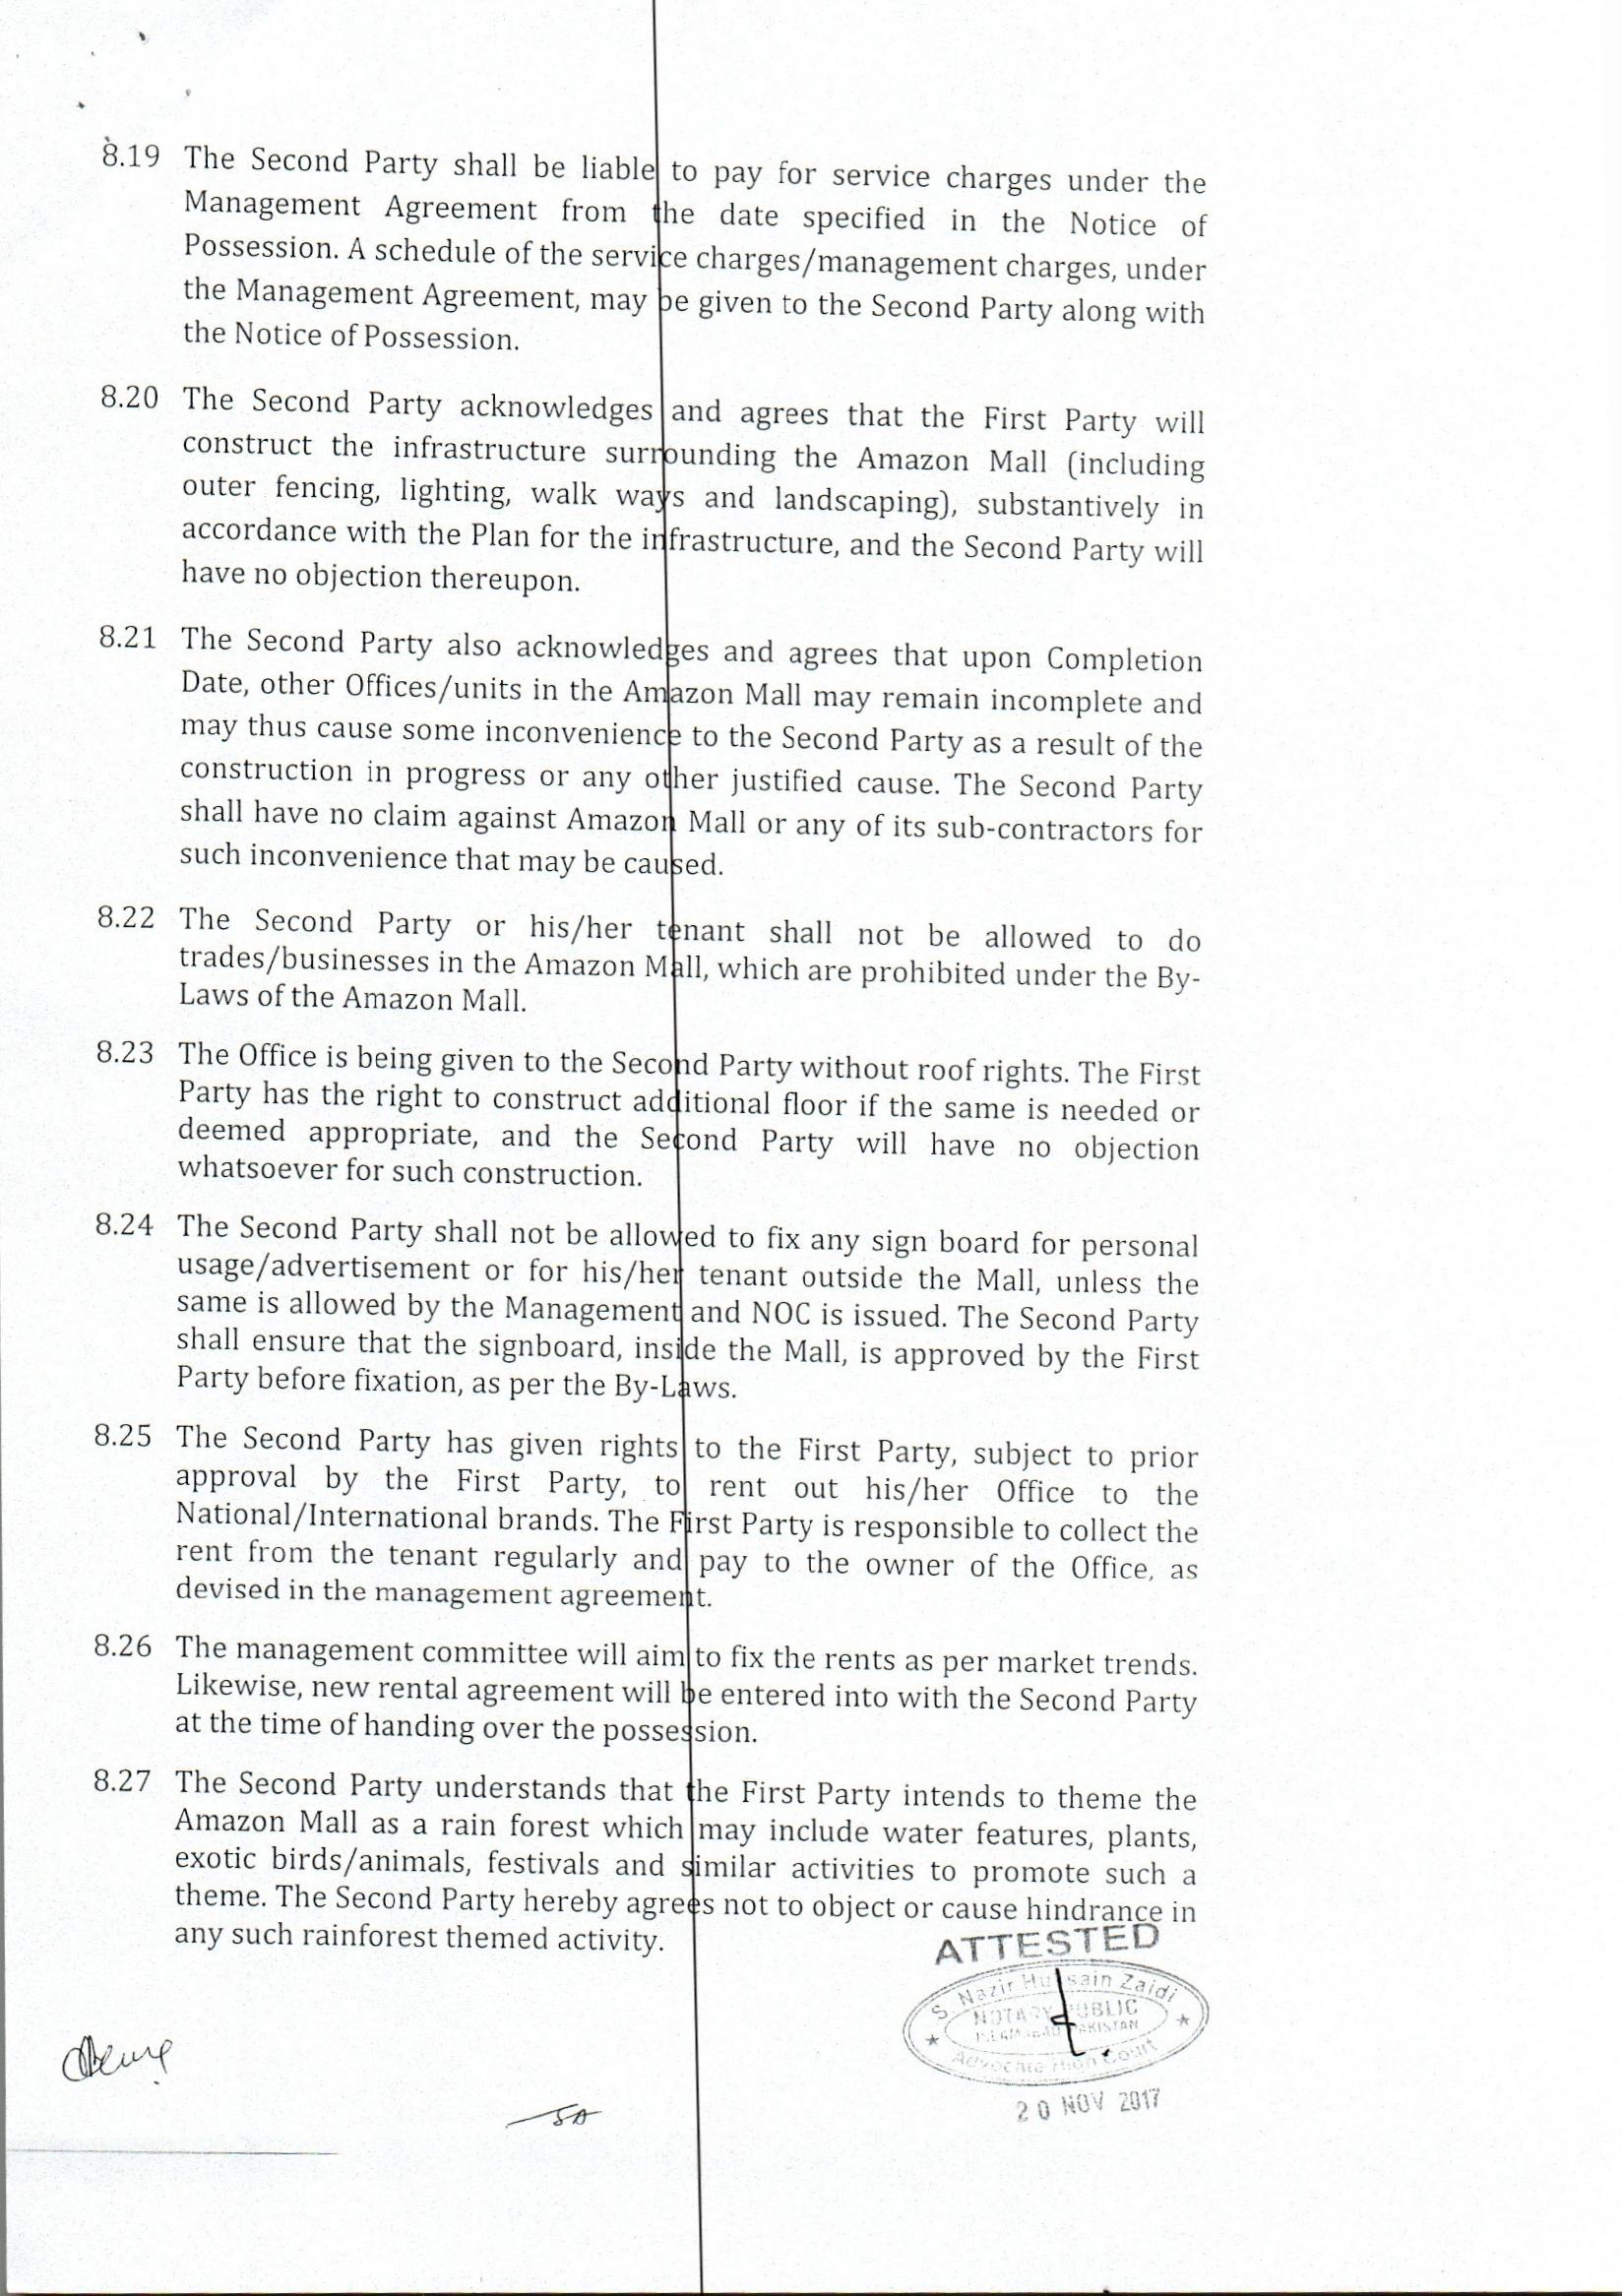 8.19 The Second Party shall be liable to pay for service charges under the
Management Agreement from the date specified in the Notice of
Possession. A schedule of the service charges/management charges, under
the Management Agreement, may be given to the Second Party along with
the Notice of Possession.
8.20 The Second Party acknowledges and agrees that the First Party will
construct the infrastructure surrounding the Amazon Mall (including
outer fencing, lighting, walk ways and landscaping), substantively in
accordance with the Plan for the infrastructure, and the Second Party will
have no objection thereupon.
8.21 The Second Party also acknowledges and agrees that upon Completion
Date, other Offices/units in the Amazon Mall may remain incomplete and
may thus cause some inconvenience to the Second Party as a result of the
construction in progress or any other justified cause. The Second Party
shall have no claim against Amazon Mall or any of its sub-contractors for
such inconvenience that may be caused.
8.22 The Second Party or his/her tenant shall not be allowed to do
trades/businesses in the Amazon Mall, which are prohibited under the By-
Laws of the Amazon Mall.
8.23 The Office is being given to the Second Party without roof rights. The First
Party has the right to construct additional floor if the same is needed or
deemed appropriate, and the Second Party will have no objection
whatsoever for such construction.
8.24 The Second Party shall not be allowed to fix any sign board for personal
usage/advertisement or for his/her tenant outside the Mall, unless the
same is allowed by the Management and NOC is issued. The Second Party
shall ensure that the signboard, inside the Mall, is approved by the First
Party before fixation, as per the By-Laws.
8.25 The Second Party has given rights to the First Party, subject to prior
approval by the First Party, to rent out his/her Office to the
National/International brands. The First Party is responsible to collect the
rent from the tenant regularly and pay to the owner of the Office, as
devised in the management agreement.
8.26 The management committee will aim to fix the rents as per market trends.
Likewise, new rental agreement will be entered into with the Second Party
at the time of handing over the possession.
8.27 The Second Party understands that the First Party intends to theme the
Amazon Mall as a rain forest which may include water features, plants,
exotic birds/animals, festivals and similar activities to promote such a
theme. The Second Party hereby agrees not to object or cause hindrance in
any such rainforest themed activity.
ATTESTED
S. Nazir Hussain Zaidi
NOTARY PUBLIC
ISLAMABAD PAKISTAN
Advocate High Court
20 NOV 2017